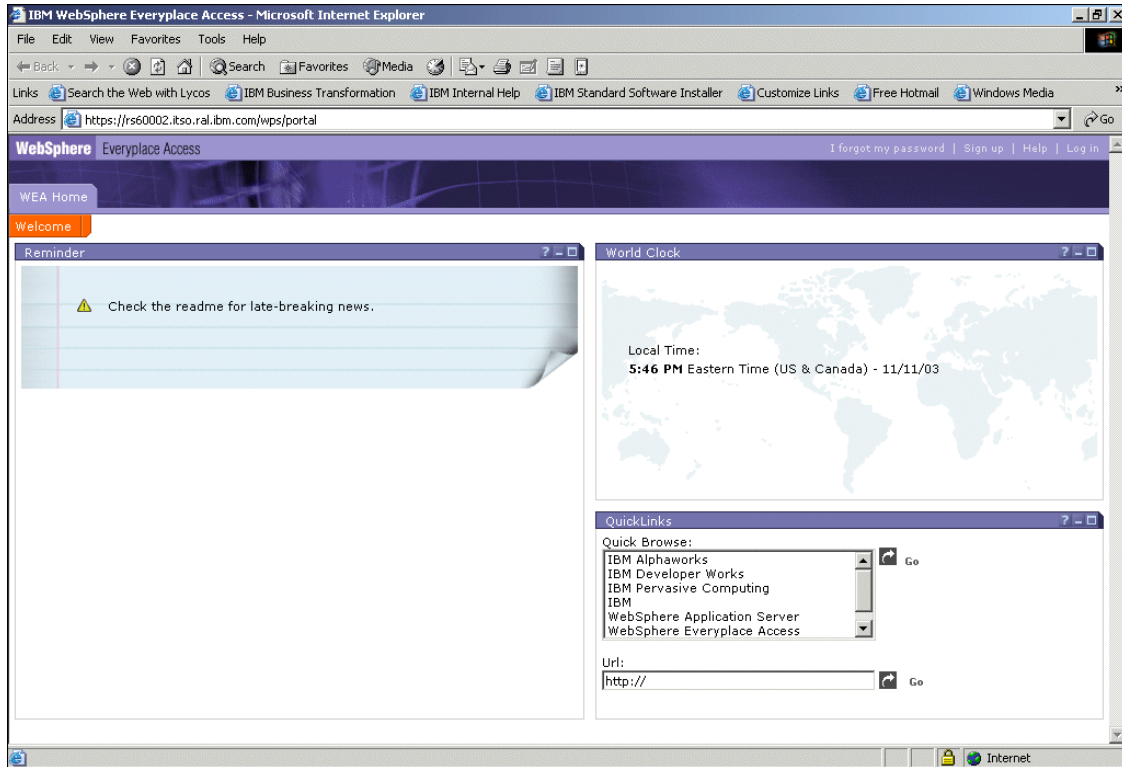 IBM WebSphere Everyplace Access - Microsoft Internet Explorer
File Edit View Favorites Tools Help
Back Search Favorites Media
Links Search the Web with Lycos IBM Business Transformation IBM Internal Help IBM Standard Software Installer Customize Links Free Hotmail Windows Media »
Address https://rs60002.itso.ral.ibm.com/wps/portal Go
WebSphere Everyplace Access I forgot my password | Sign up | Help | Log in
WEA Home
Welcome
Reminder ?
Check the readme for late-breaking news.
World Clock ?
Local Time:
5:46 PM Eastern Time (US & Canada) - 11/11/03
QuickLinks ?
Quick Browse:
IBM Alphaworks
IBM Developer Works
IBM Pervasive Computing
IBM
WebSphere Application Server
WebSphere Everyplace Access
Go
Url:
http:// Go
Internet